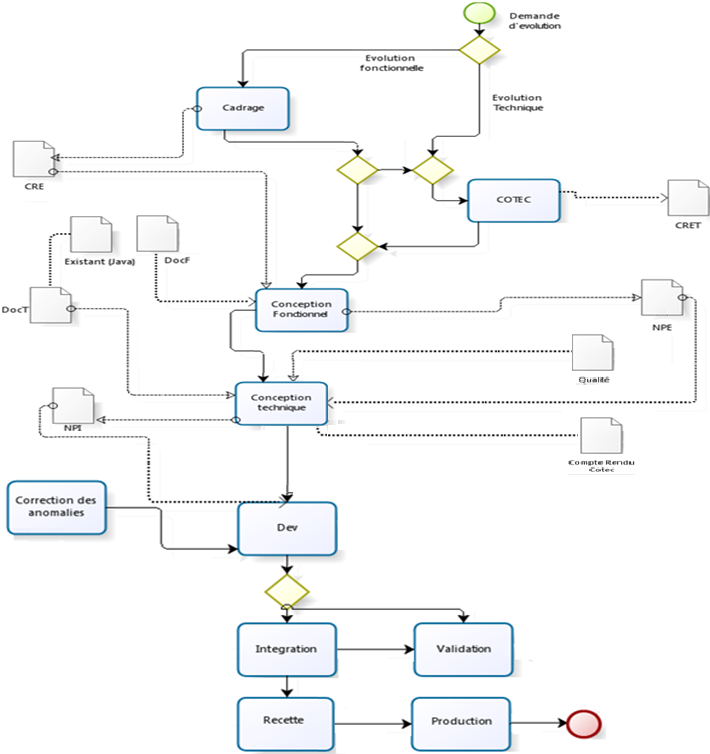 Demande
d'evolution
Evolution
fonctionnelle
Evolution
Technique
Cadrage
CRE
COTEC
CRET
Existant (Java)
DocF
DocT
Conception
Fonctionnel
NPE
Qualité
Conception
technique
NPI
Compte Rendu
Cotec
Correction des
anomalies
Dev
Integration
Validation
Recette
Production